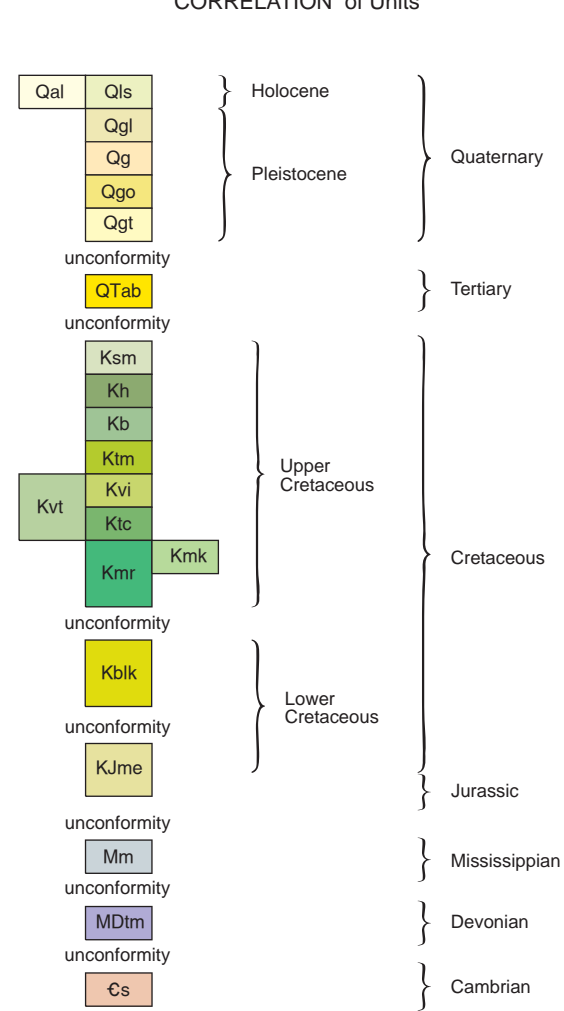 CORRELATION of Units
Qal Qls Holocene
Qgl
Qg Quaternary
Pleistocene
Qgo
Qgt
unconformity
QTab Tertiary
unconformity
Ksm
Kh
Kb
Ktm
Upper
Cretaceous
Kvi
Kvt
Ktc
Kmk Cretaceous
Kmr
unconformity
Kblk
Lower
Cretaceous
unconformity
KJme
Jurassic
unconformity
Mm Mississippian
unconformity
MDtm Devonian
unconformity
€s Cambrian